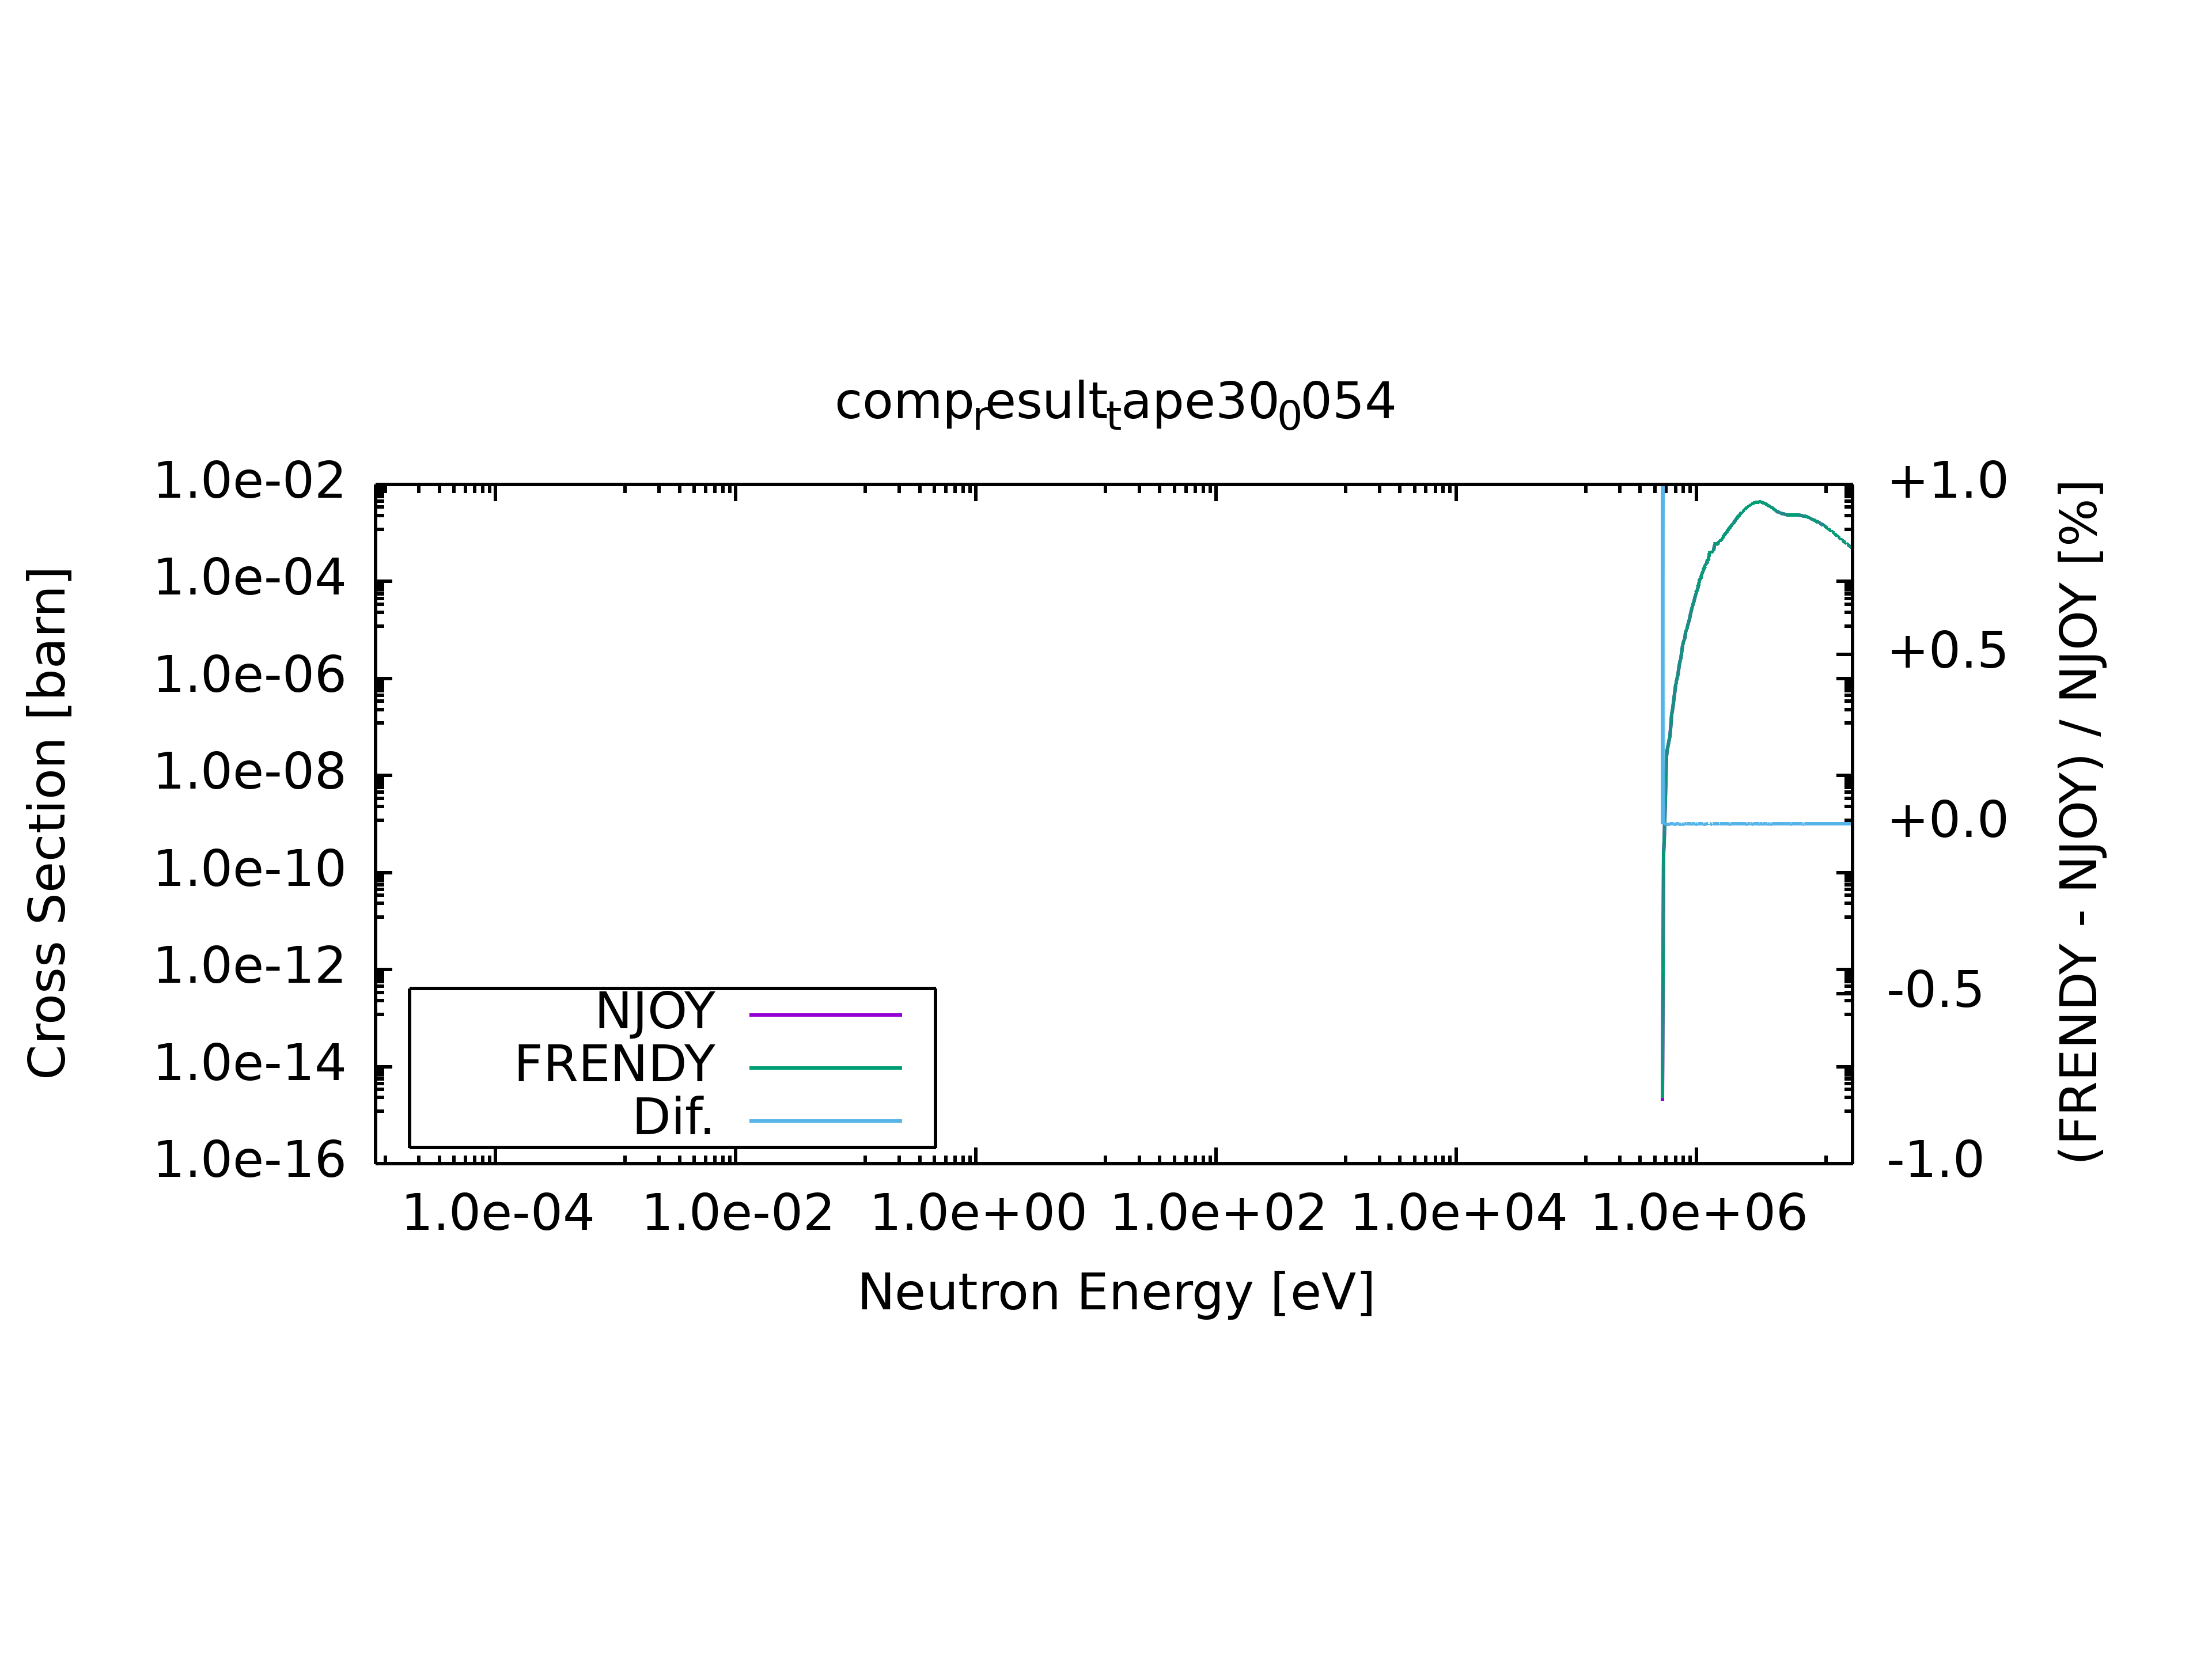 comp_resulttape30_0054
1.0e-02
1.0e-04
1.0e-06
1.0e-08
1.0e-10
1.0e-12
1.0e-14
1.0e-16
Cross Section [barn]
+1.0
+0.5
+0.0
-0.5
-1.0
(FRENDY - NJOY) / NJOY [%]
NJOY
FRENDY
Dif.
1.0e-04 1.0e-02 1.0e+00 1.0e+02 1.0e+04 1.0e+06
Neutron Energy [eV]